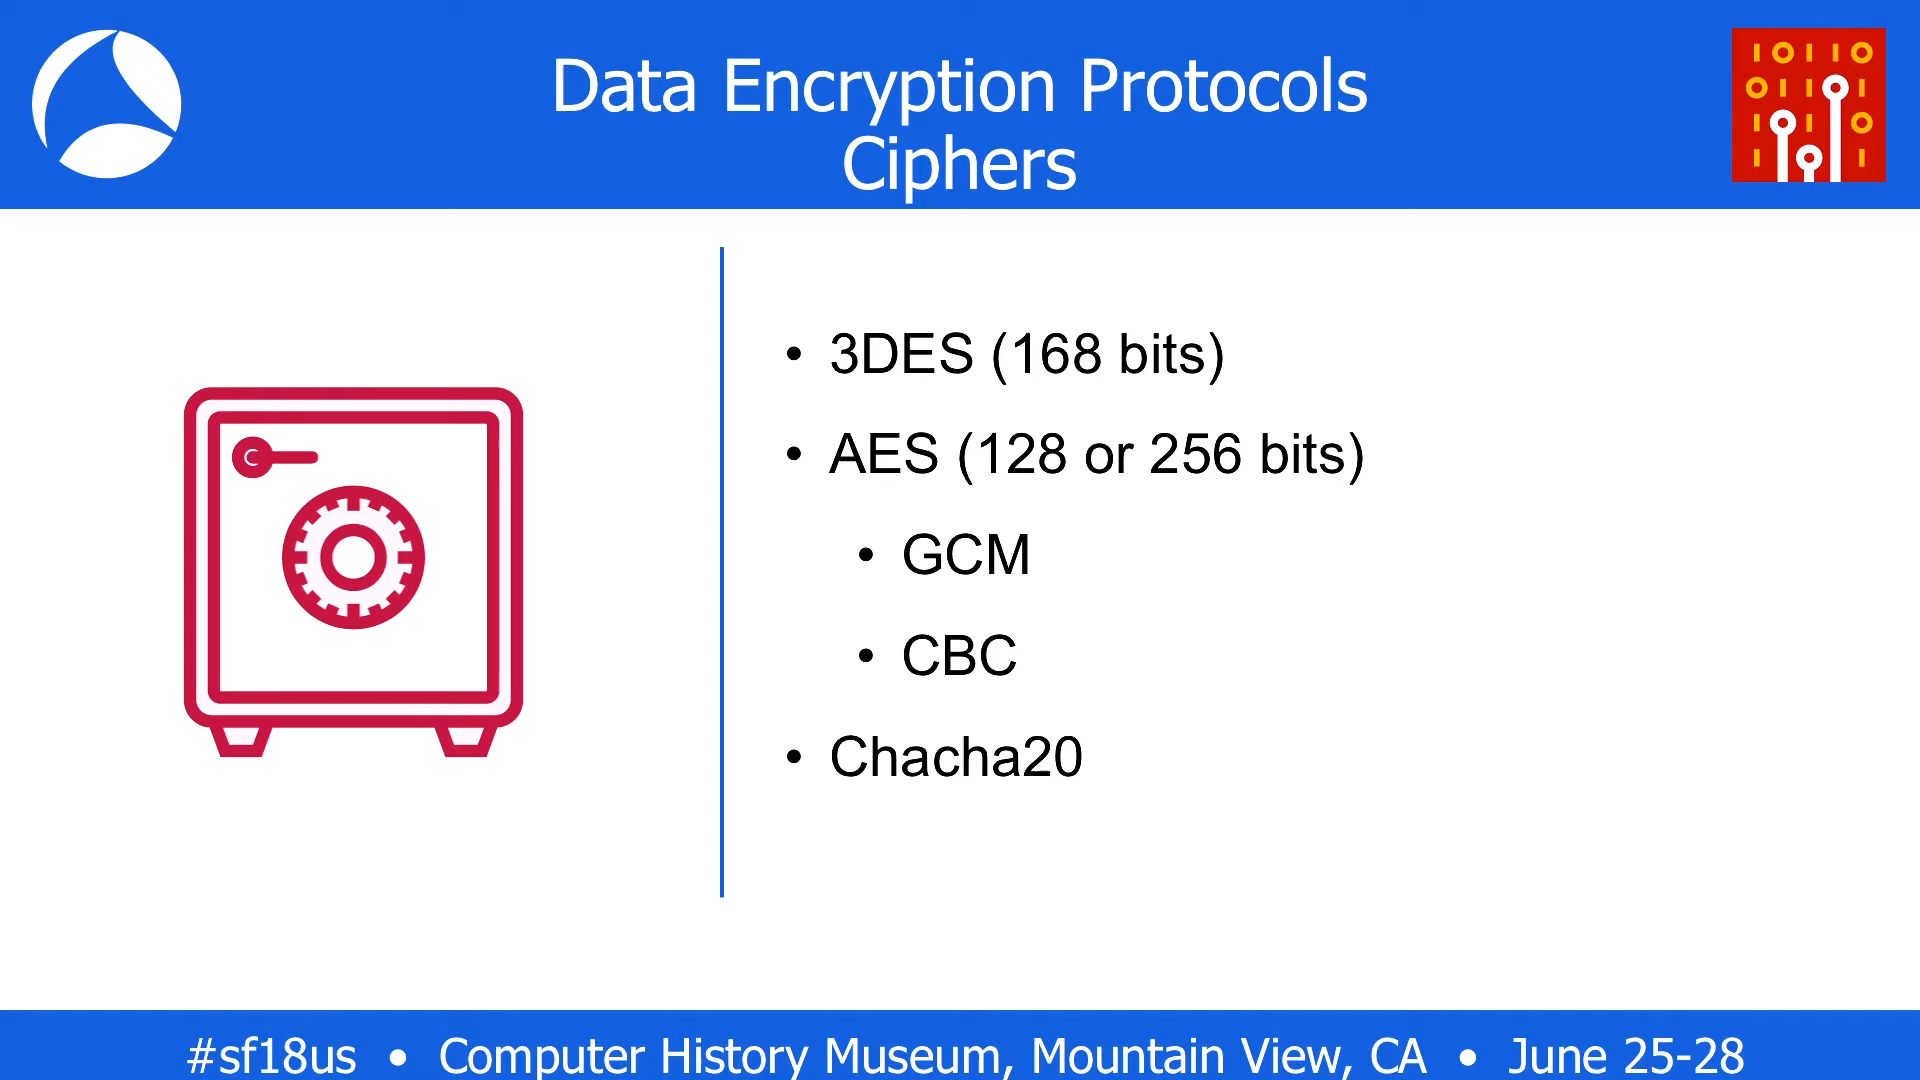 Data Encryption Protocols
Ciphers
• 3DES (168 bits)
• AES (128 or 256 bits)
• GCM
• CBC
• Chacha20
#sf18us • Computer History Museum, Mountain View, CA • June 25-28